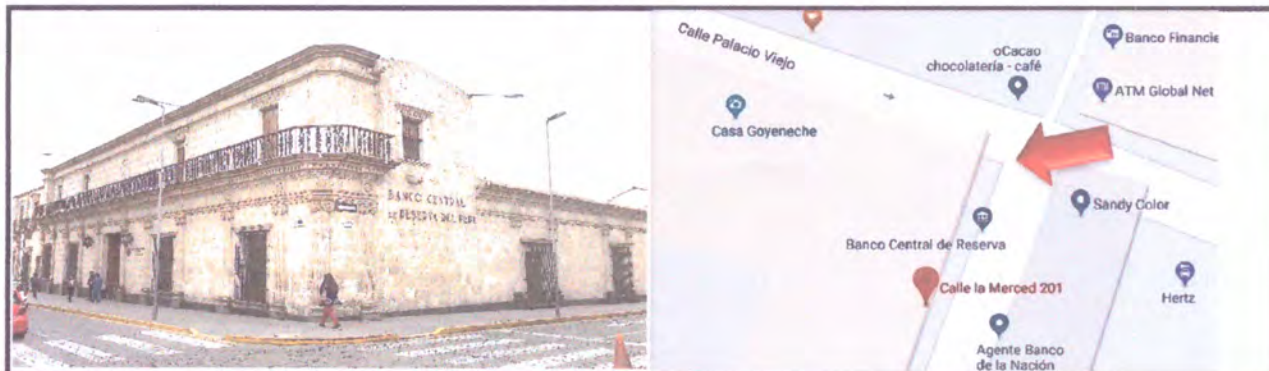 BANCO CENTRAL
DE RESERVA DEL PERU
Calle Palacio Viejo
oCacao
chocolatería - café
Banco Financie
ATM Global Net
Casa Goyeneche
Sandy Color
Banco Central de Reserva
Calle la Merced 201
Hertz
Agente Banco
de la Nación